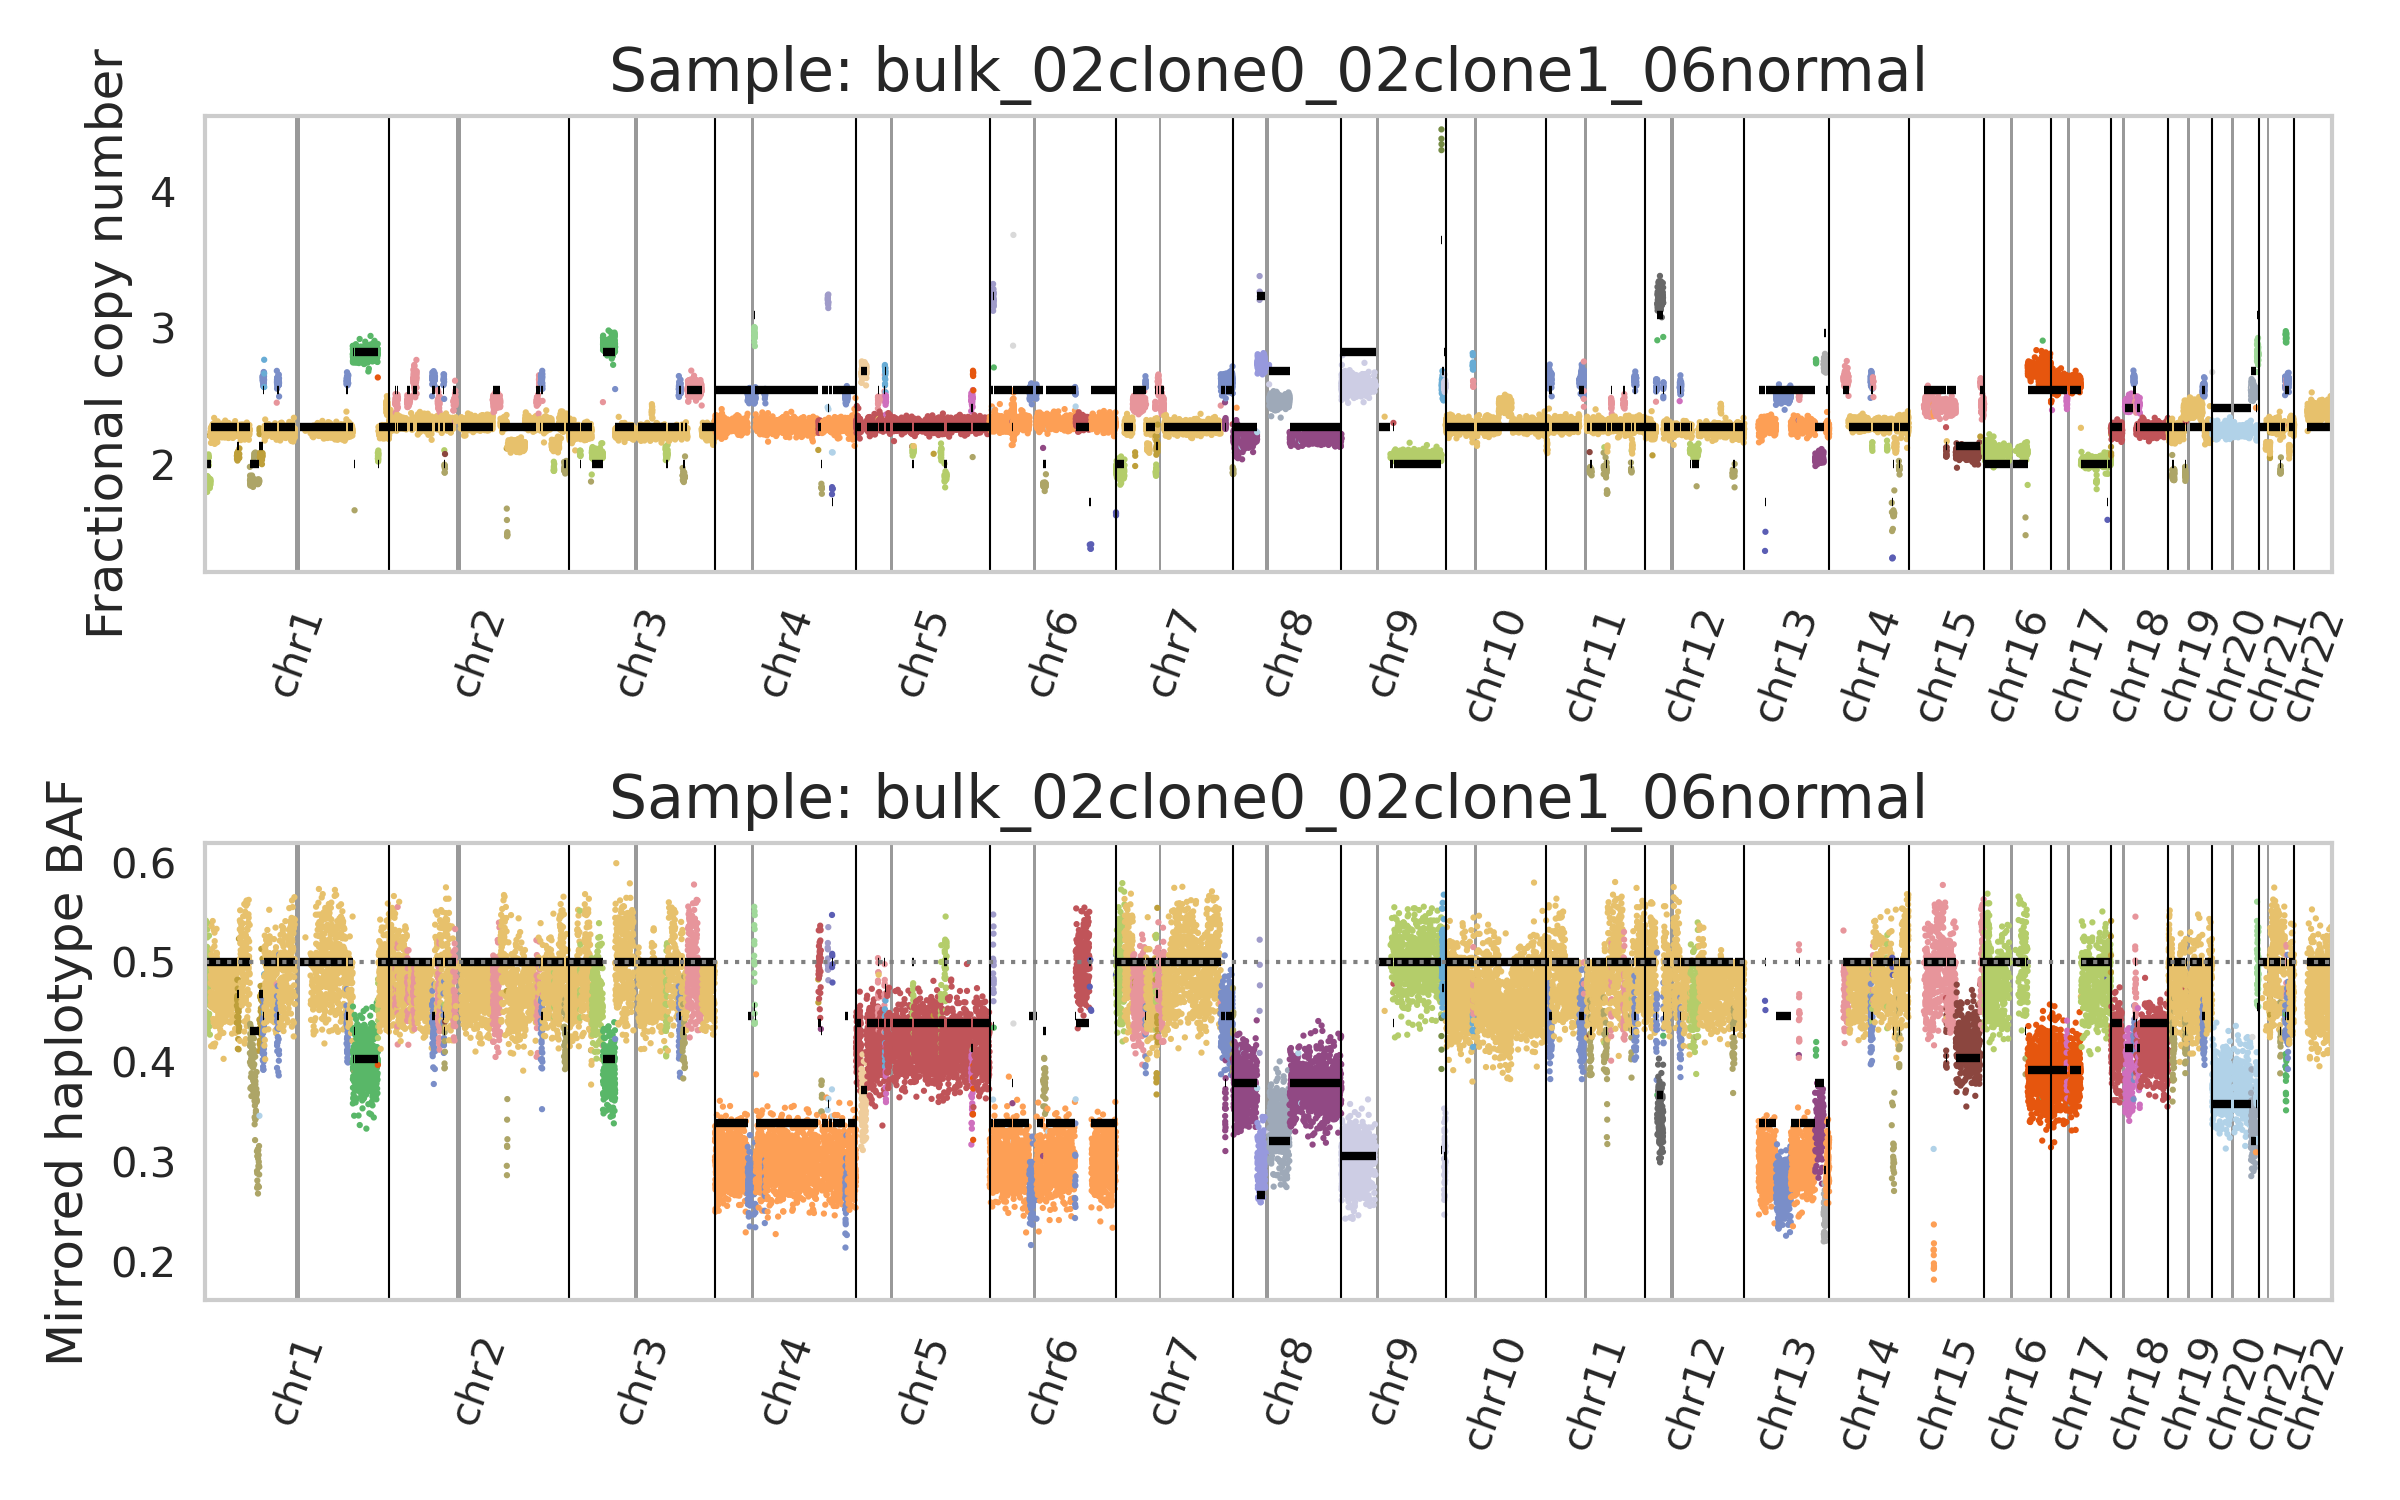 Sample: bulk_02clone0_02clone1_06normal
Fractional copy number
4
3
2
chr1 chr2 chr3 chr4 chr5 chr6 chr7 chr8 chr9 chr10 chr11 chr12 chr13 chr14 chr15 chr16 chr17 chr18 chr19 chr20 chr21 chr22
Sample: bulk_02clone0_02clone1_06normal
Mirrored haplotype BAF
0.6
0.5
0.4
0.3
0.2
chr1 chr2 chr3 chr4 chr5 chr6 chr7 chr8 chr9 chr10 chr11 chr12 chr13 chr14 chr15 chr16 chr17 chr18 chr19 chr20 chr21 chr22